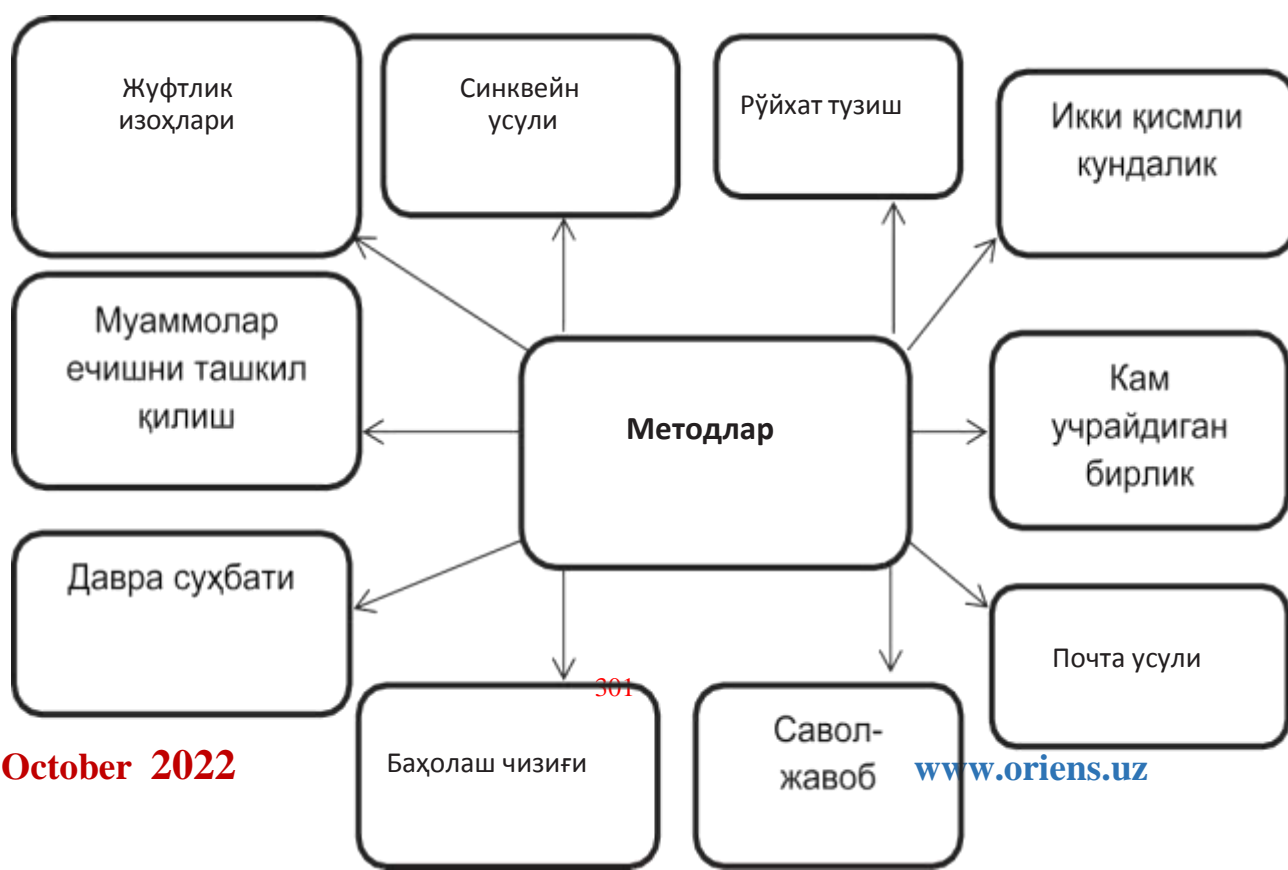 Жуфтлик
изоҳлари
Синквейн
усули
Рўйхат тузиш
Икки қисмли
кундалик
Муаммолар
ечишни ташкил
қилиш
Методлар
Кам
учрайдиган
бирлик
Давра суҳбати
Почта усули
301
Баҳолаш чизиғи
Савол-
жавоб
October 2022
www.oriens.uz